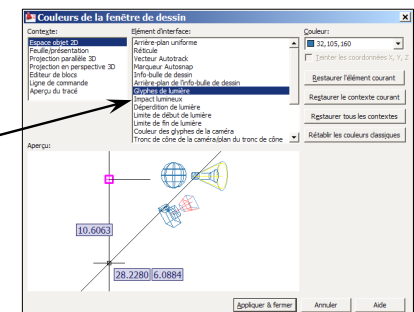 Couleurs de la fenêtre de dessin
Contexte:
Espace objet 2D
Feuille/présentation
Projection parallèle 3D
Projection en perspective 3D
Editeur de blocs
Ligne de commande
Aperçu du tracé
Elément d'interface:
Arrière-plan uniforme
Réticule
Vecteur Autotrack
Marqueur Autosnap
Info-bulle de dessin
Arrière-plan de l'info-bulle de dessin
Glyphes de lumière
Impact lumineux
Déperdition de lumière
Limite de début de lumière
Limite de fin de lumière
Couleur des glyphes de la caméra
Tronc de cône de la caméra/plan du tronc de cône
Couleur:
32,105,160
Teinter les coordonnées X, Y, Z
Restaurer l'élément courant
Restaurer le contexte courant
Restaurer tous les contextes
Rétablir les couleurs classiques
Aperçu:
10.6063
28.2280 6.0884
Appliquer & fermer
Annuler
Aide